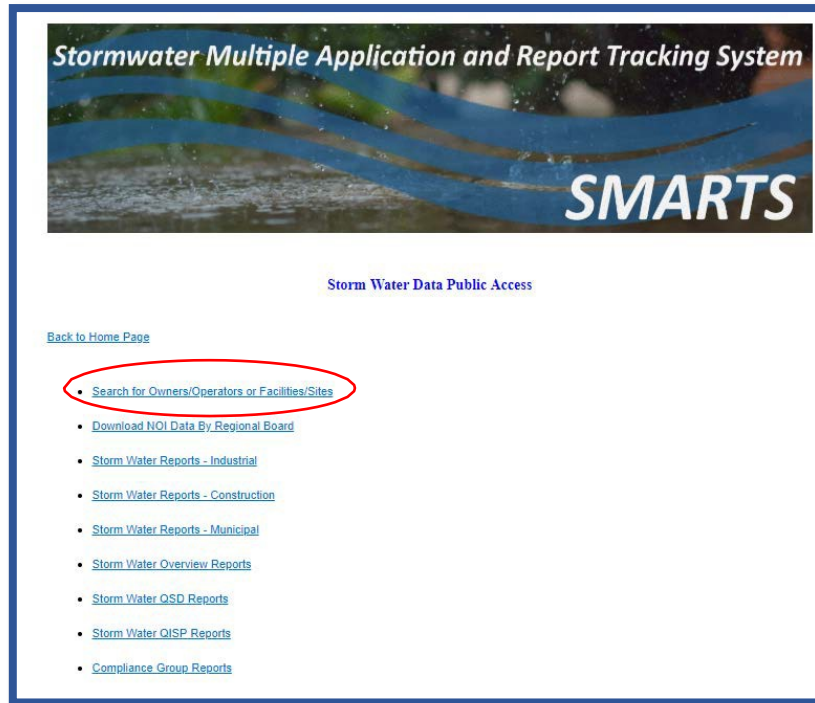 Stormwater Multiple Application and Report Tracking System
SMARTS
Storm Water Data Public Access
Back to Home Page
Search for Owners/Operators or Facilities/Sites
Download NOI Data By Regional Board
Storm Water Reports - Industrial
Storm Water Reports - Construction
Storm Water Reports - Municipal
Storm Water Overview Reports
Storm Water QSD Reports
Storm Water QISP Reports
Compliance Group Reports